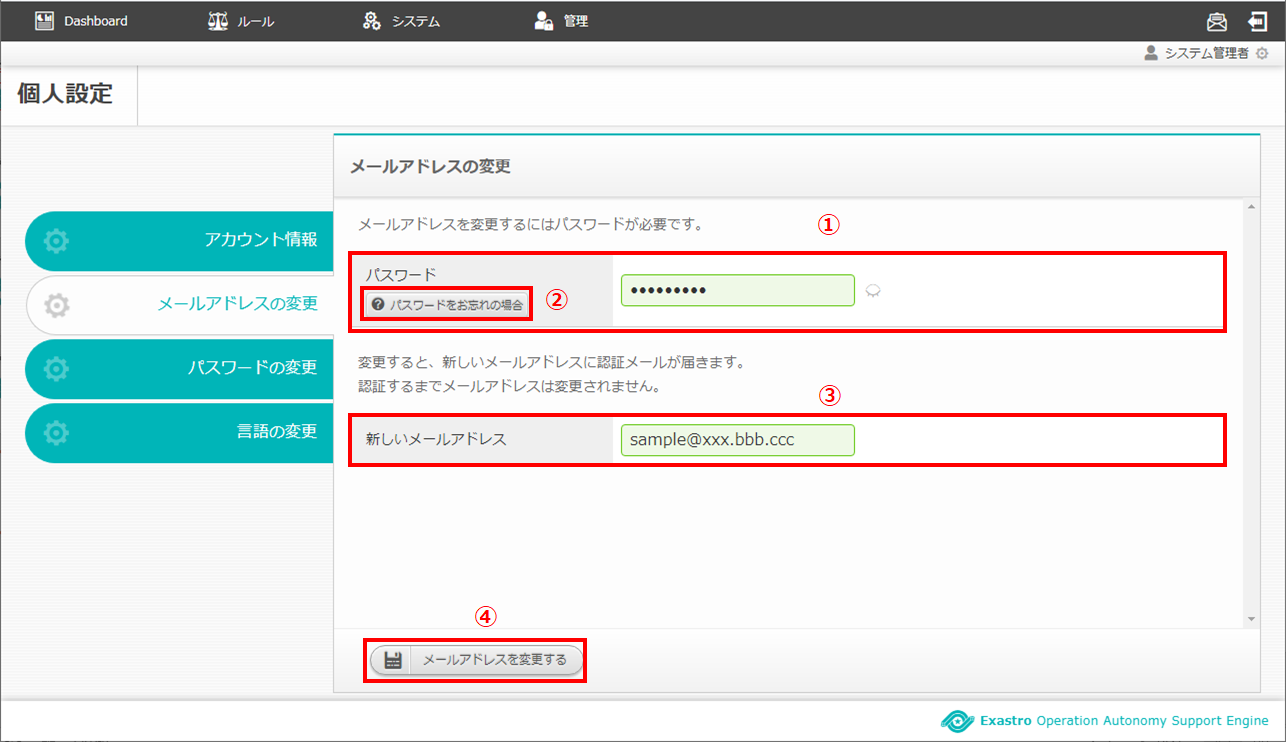 Dashboard ルール システム 管理
システム管理者
個人設定
メールアドレスの変更
メールアドレスを変更するにはパスワードが必要です。
①
アカウント情報
パスワード
•••••••••
パスワードをお忘れの場合
②
メールアドレスの変更
変更すると、新しいメールアドレスに認証メールが届きます。
パスワードの変更
認証するまでメールアドレスは変更されません。
③
言語の変更
新しいメールアドレス sample@xxx.bbb.ccc
④
メールアドレスを変更する
Exastro Operation Autonomy Support Engine